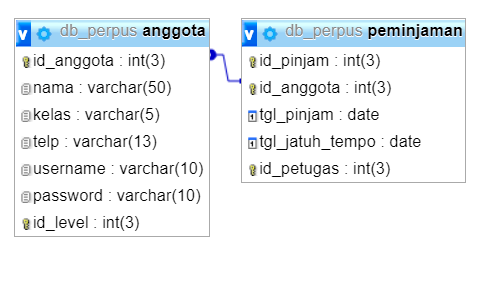 v db_perpus anggota
id_anggota : int(3)
nama : varchar(50)
kelas : varchar(5)
telp : varchar(13)
username : varchar(10)
password : varchar(10)
id_level : int(3)
v db_perpus peminjaman
id_pinjam : int(3)
id_anggota : int(3)
tgl_pinjam : date
tgl_jatuh_tempo : date
id_petugas : int(3)